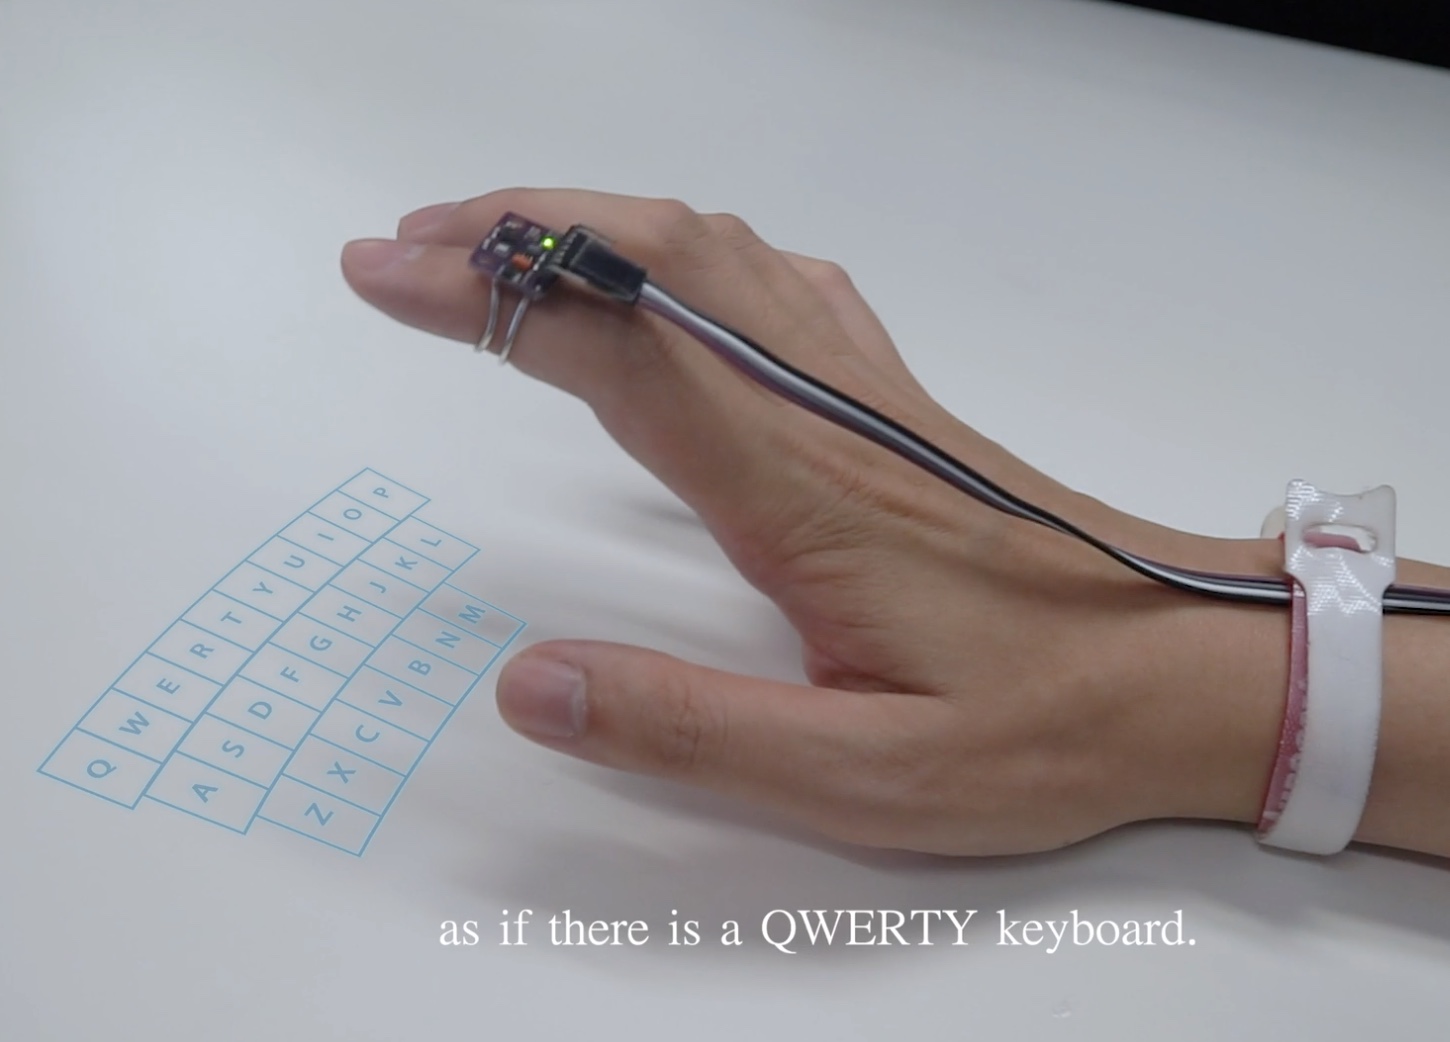 Q W E R T Y U I O P
A S D F G H J K L
Z X C V B N M
as if there is a QWERTY keyboard.